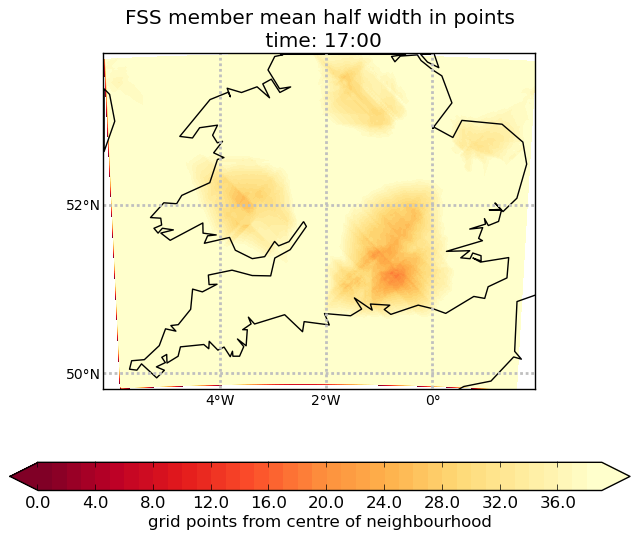 FSS member mean half width in points
time: 17:00
52°N
50°N
4°W 2°W 0°
0.0 4.0 8.0 12.0 16.0 20.0 24.0 28.0 32.0 36.0
grid points from centre of neighbourhood